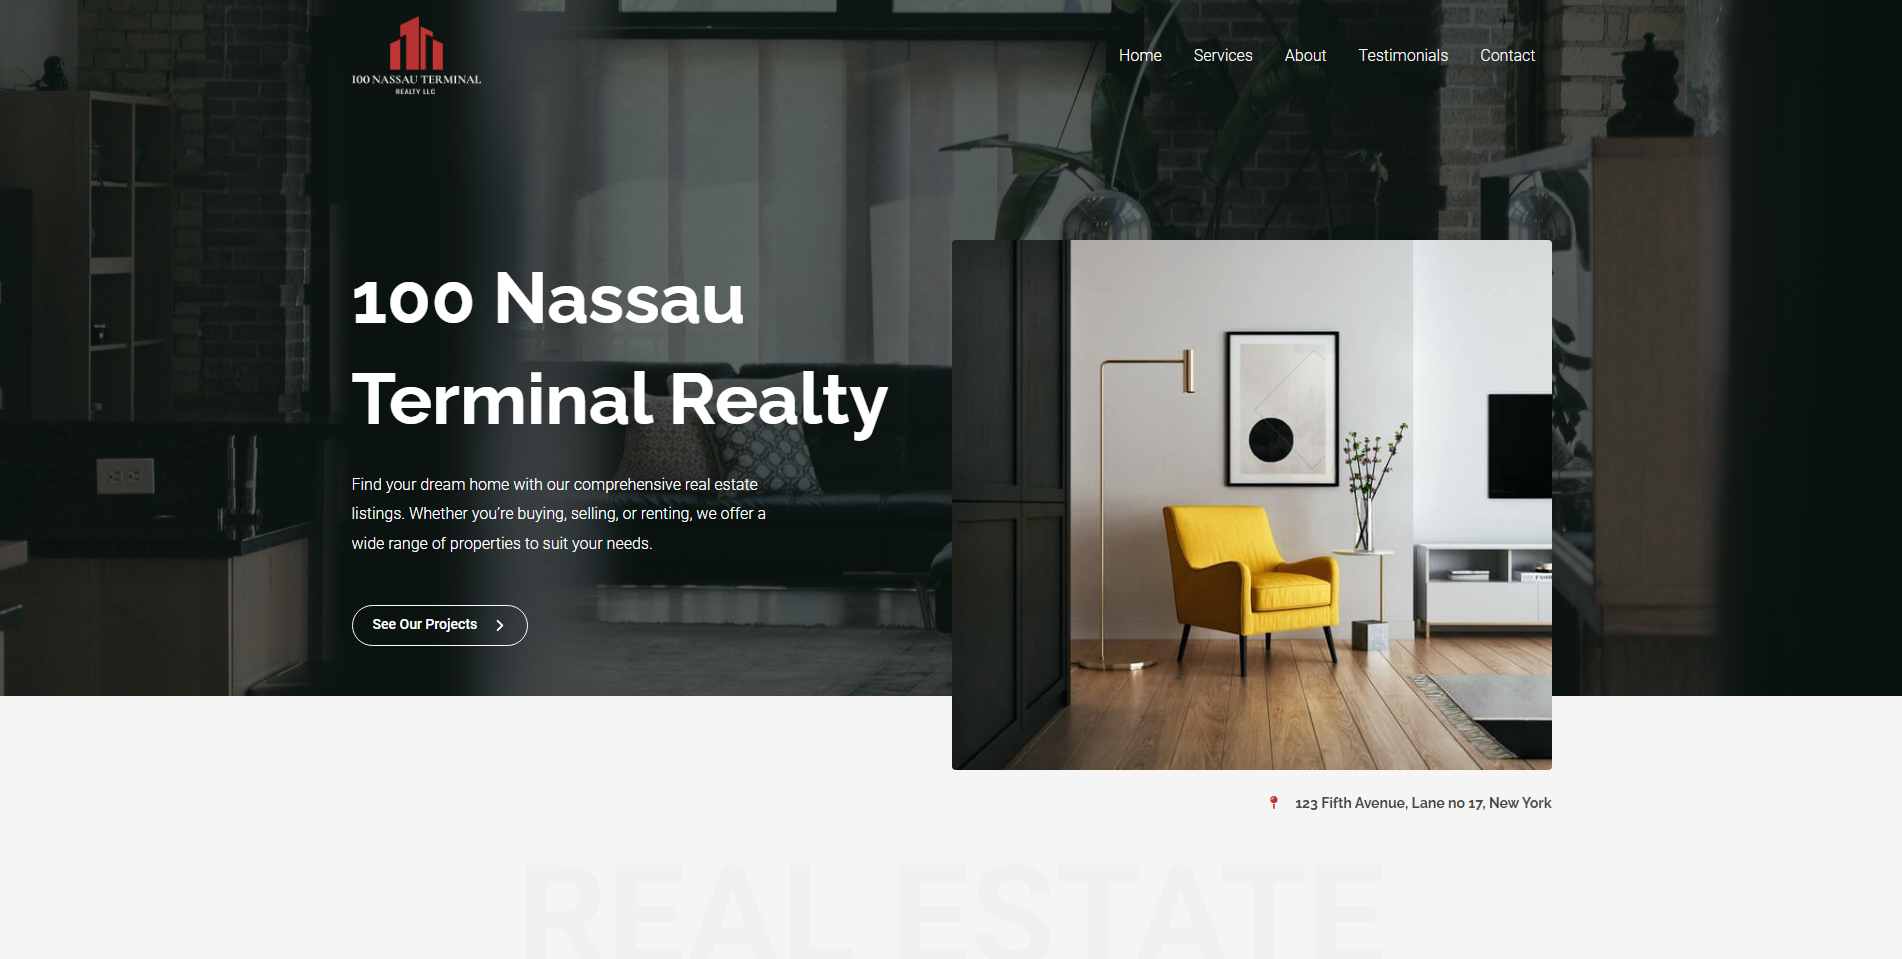 100 NASSAU TERMINAL
REALTY LLC
Home Services About Testimonials Contact
100 Nassau
Terminal Realty
Find your dream home with our comprehensive real estate
listings. Whether you’re buying, selling, or renting, we offer a
wide range of properties to suit your needs.
See Our Projects
123 Fifth Avenue, Lane no 17, New York
REAL ESTATE